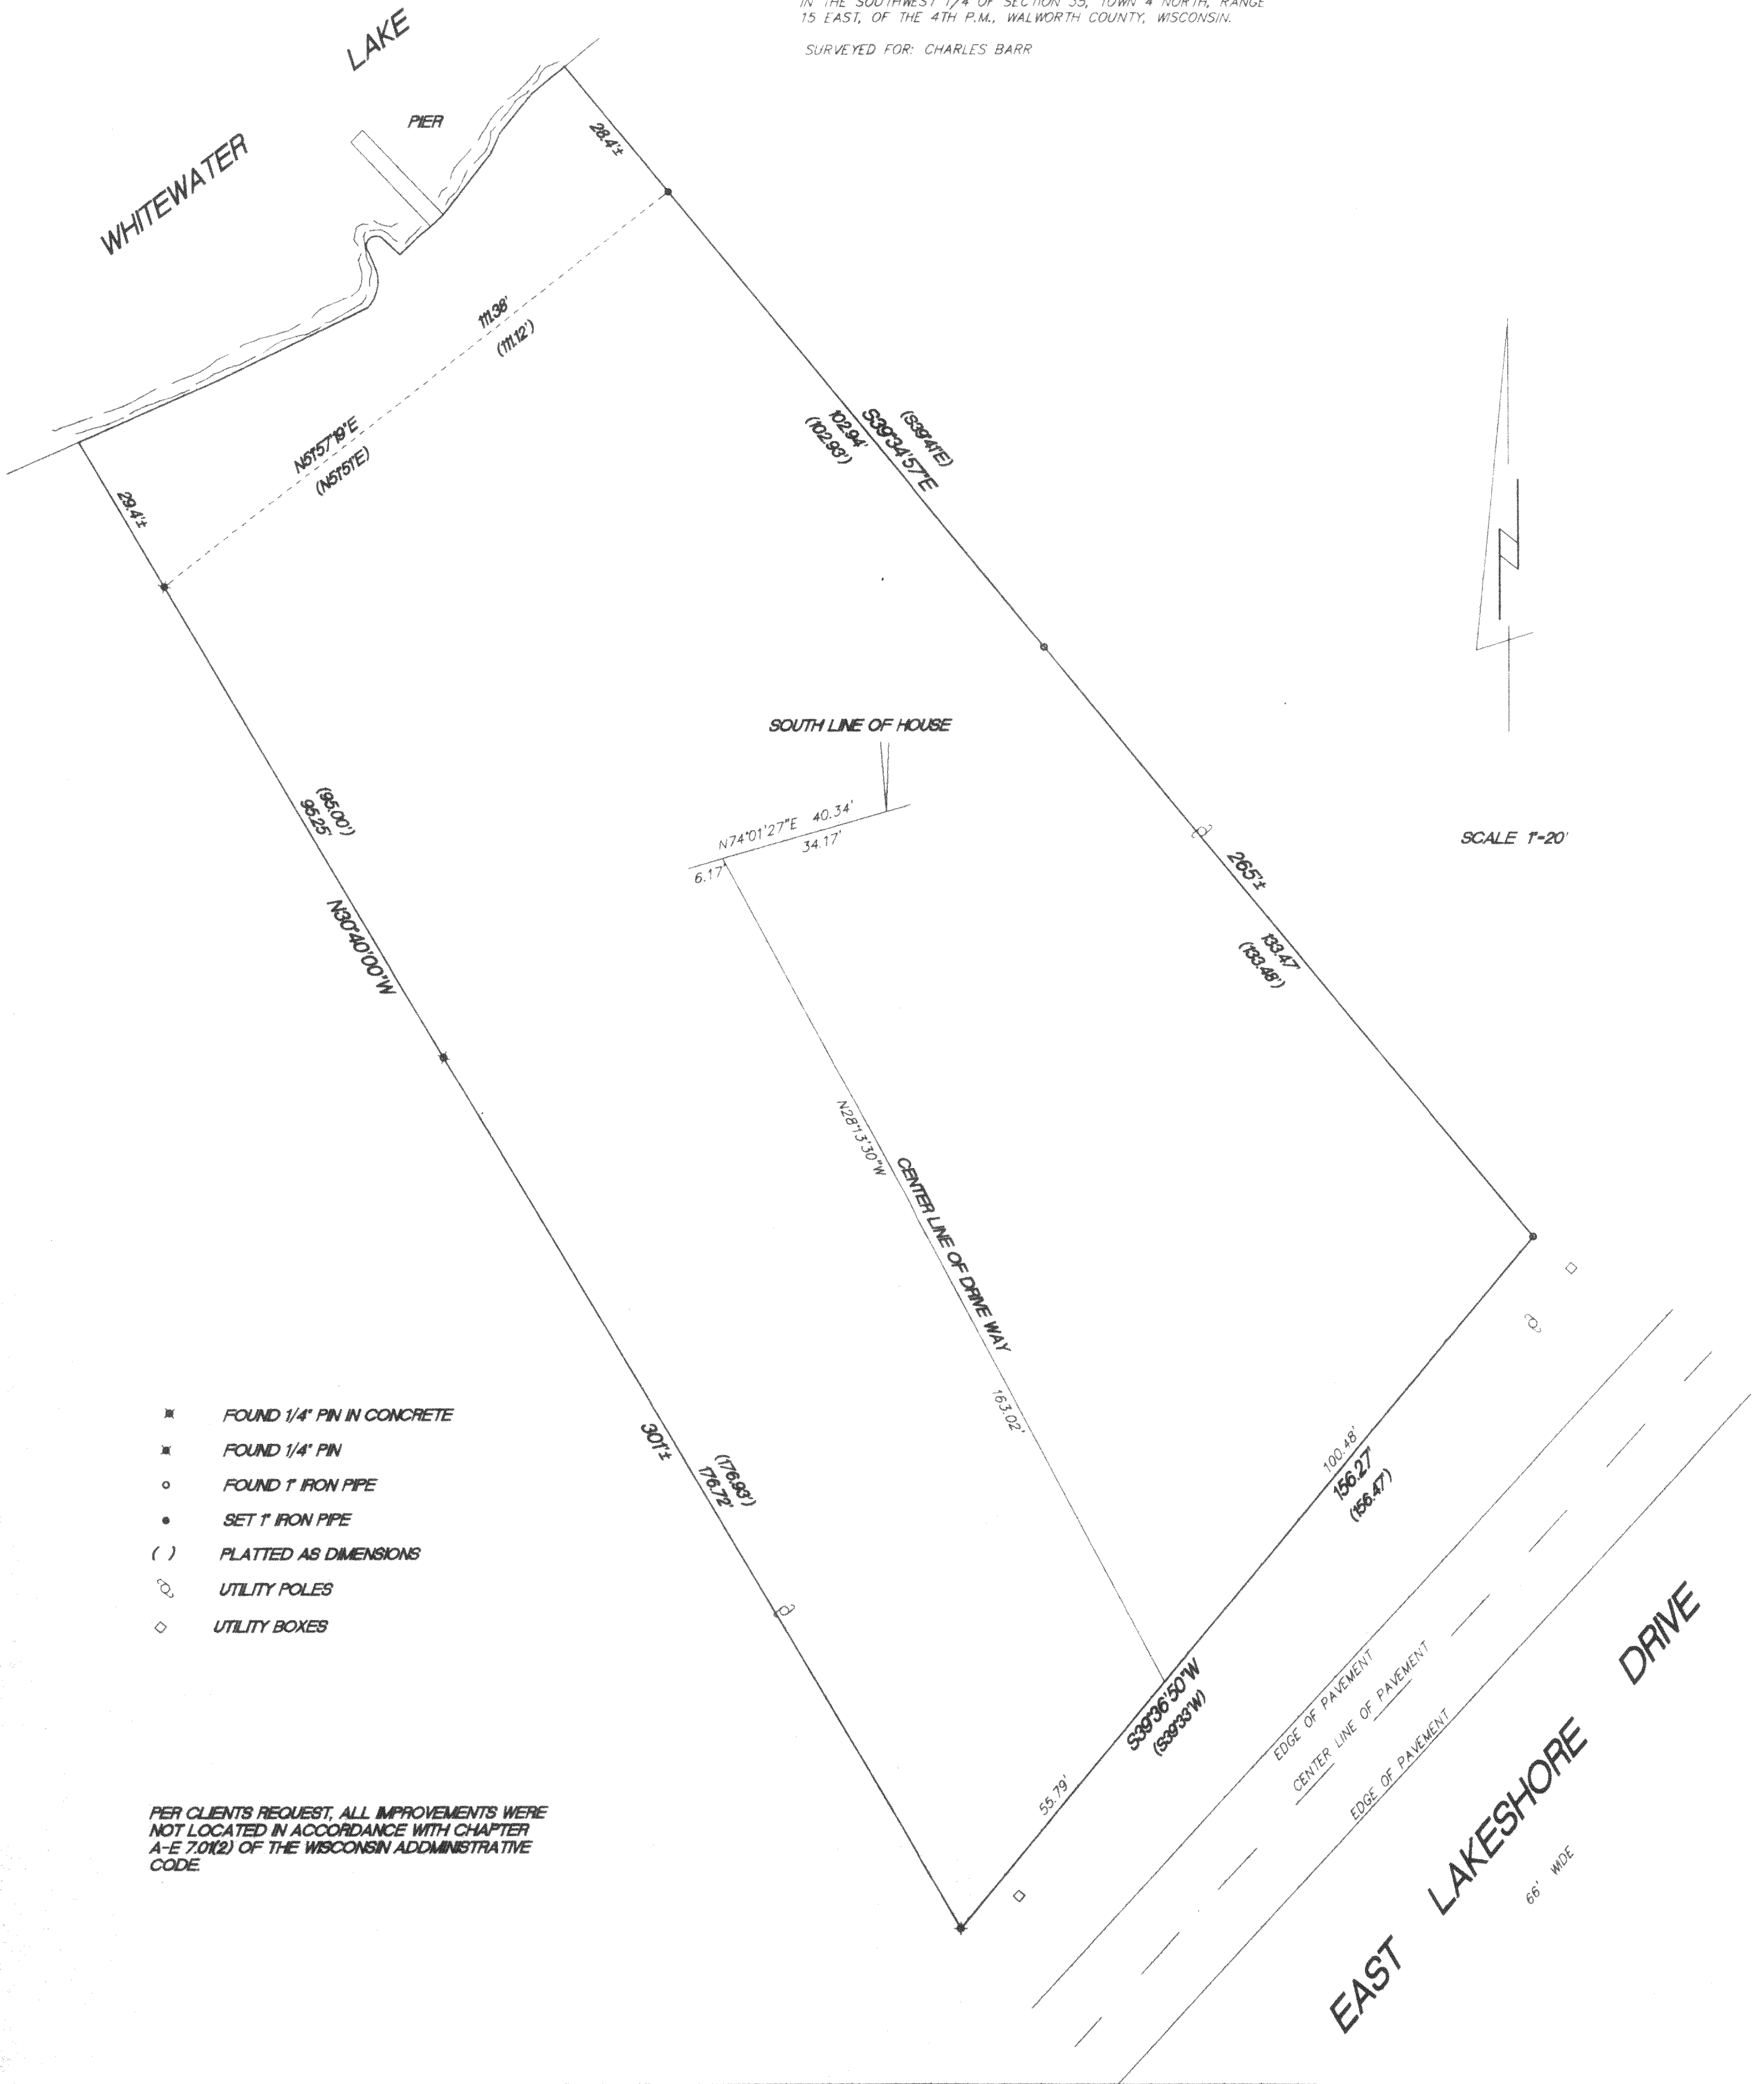 IN THE SOUTHWEST 1/4 OF SECTION 35, TOWN 4 NORTH, RANGE
15 EAST, OF THE 4TH P.M., WALWORTH COUNTY, WISCONSIN.
SURVEYED FOR: CHARLES BARR
WHITEWATER LAKE
PIER
28.4'±
111.38'
(111.12')
N51°57'19"E
(N51°51'E)
29.4'±
(S39°41'E)
S39°34'57"E
102.94'
(102.93')
SOUTH LINE OF HOUSE
N74°01'27"E 40.34'
34.17'
6.17'
SCALE 1"=20'
(95.00')
95.25'
N30°40'00"W
265'±
133.47'
(133.48')
N28°13'30"W
CENTER LINE OF DRIVE WAY
163.02'
301'±
(176.93')
176.72'
100.48'
156.27'
(156.47')
S39°36'50"W
(S39°33'W)
55.79'
EDGE OF PAVEMENT
CENTER LINE OF PAVEMENT
EDGE OF PAVEMENT
EAST LAKESHORE DRIVE
66' WIDE
FOUND 1/4" PIN IN CONCRETE
FOUND 1/4" PIN
FOUND 1" IRON PIPE
SET 1" IRON PIPE
( ) PLATTED AS DIMENSIONS
UTILITY POLES
UTILITY BOXES
PER CLIENTS REQUEST, ALL IMPROVEMENTS WERE
NOT LOCATED IN ACCORDANCE WITH CHAPTER
A-E 7.01(2) OF THE WISCONSIN ADDMINISTRATIVE
CODE.